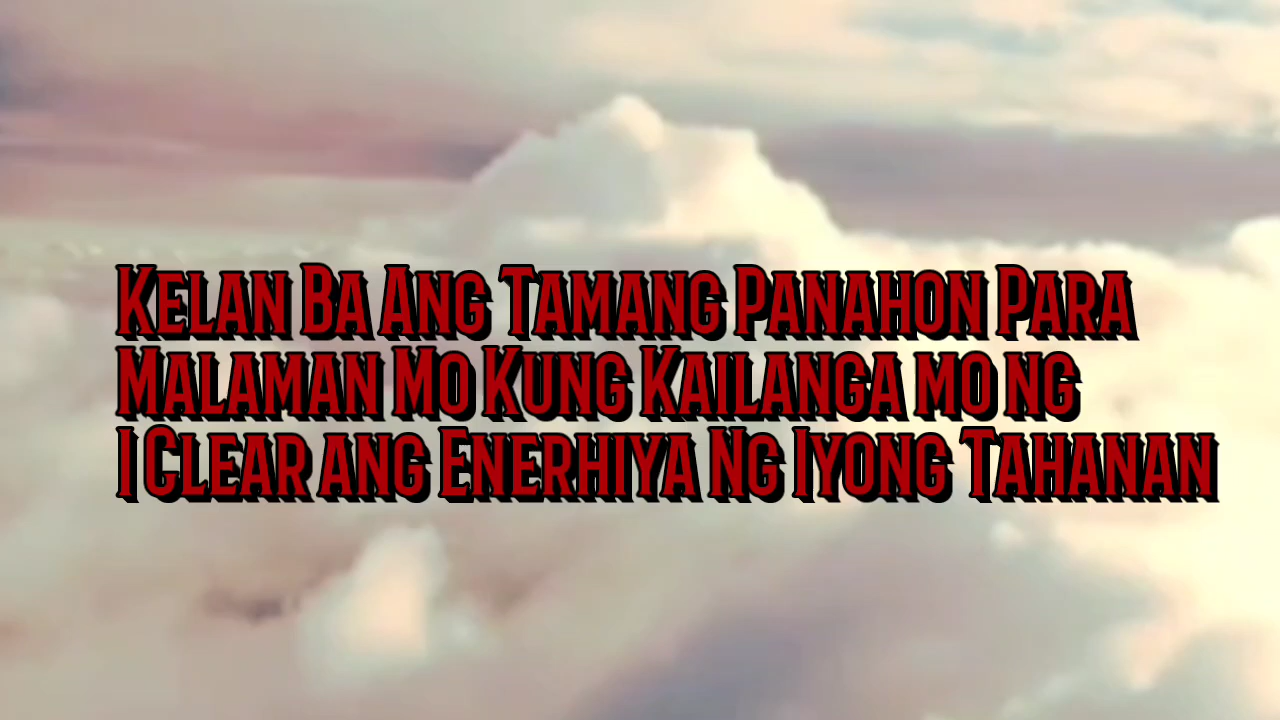 Kelan Ba Ang Tamang Panahon Para
Malaman Mo Kung Kailanga mo ng
I Clear ang Enerhiya Ng Iyong Tahanan